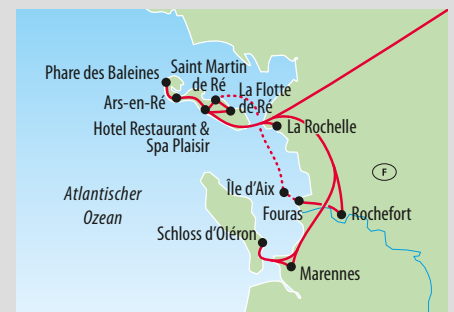 Saint Martin
de Ré
Phare des Baleines
La Flotte
de Ré
Ars-en-Ré
Hotel Restaurant &
Spa Plaisir
La Rochelle
F
Île d'Aix
Atlantischer
Ozean
Fouras
Rochefort
Schloss d'Oléron
Marennes